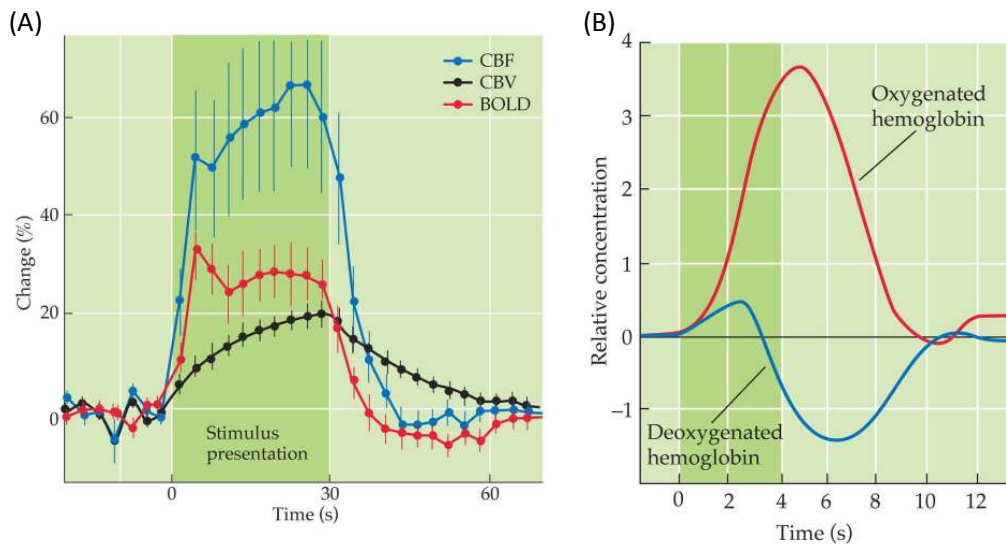 (A)
CBF
CBV
BOLD
60
40
20
0
Change (%)
Stimulus
presentation
0
30
60
Time (s)
(B)
4
3
2
1
0
−1
Relative concentration
Oxygenated
hemoglobin
Deoxygenated
hemoglobin
0
2
4
6
8
10
12
Time (s)